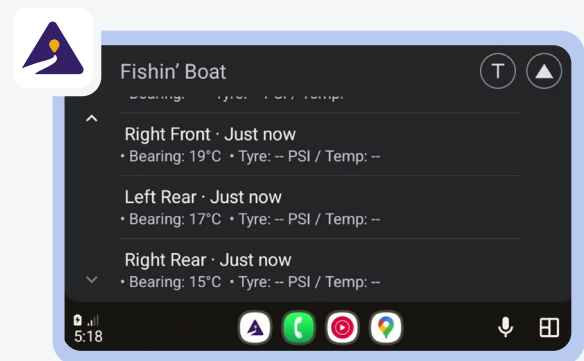 Fishin’ Boat
T
Right Front · Just now
• Bearing: 19°C • Tyre: -- PSI / Temp: --
Left Rear · Just now
• Bearing: 17°C • Tyre: -- PSI / Temp: --
Right Rear · Just now
• Bearing: 15°C • Tyre: -- PSI / Temp: --
5:18